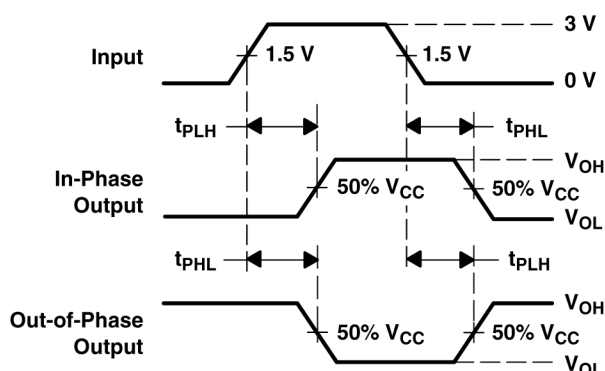 3 V
Input
1.5 V
1.5 V
0 V
tPLH
tPHL
In-Phase
Output
VOH
50% VCC
50% VCC
VOL
tPHL
tPLH
Out-of-Phase
Output
VOH
50% VCC
50% VCC
VOL